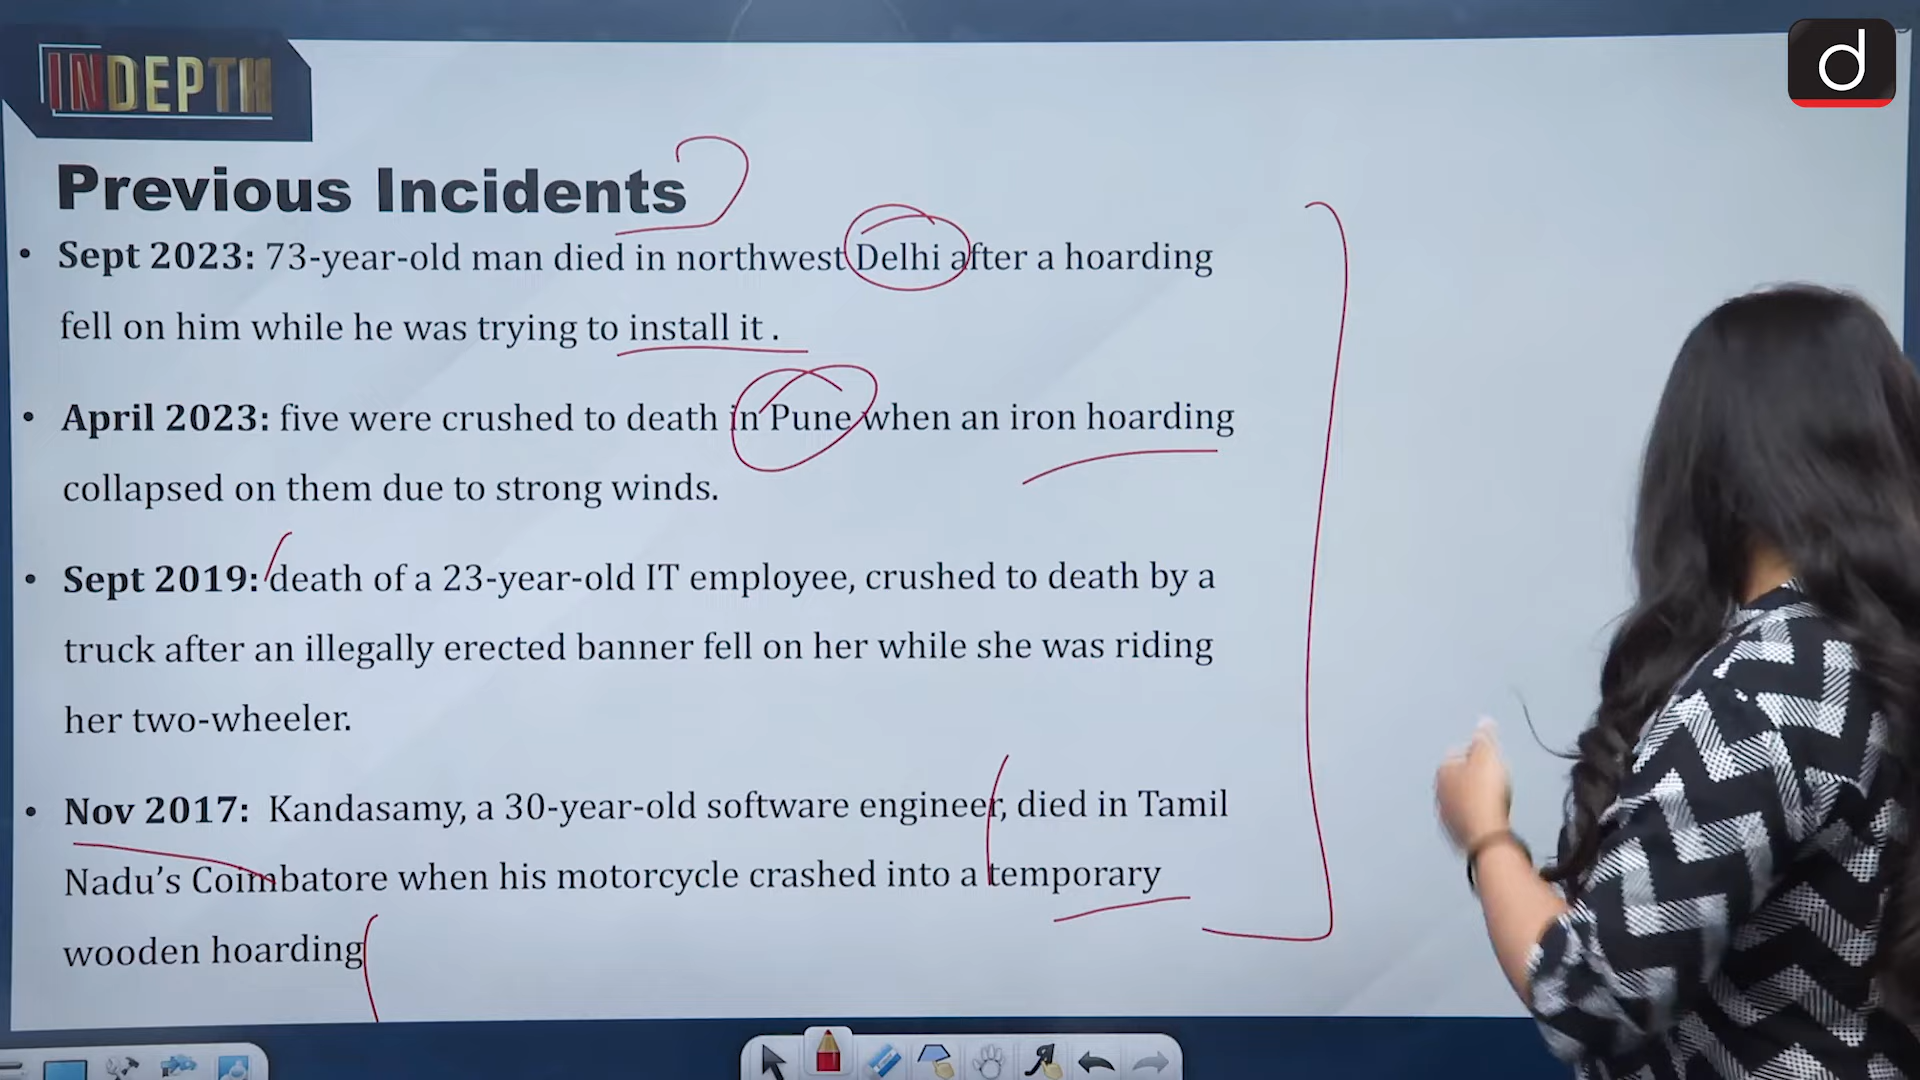 INDEPTH
d
Previous Incidents
• Sept 2023: 73-year-old man died in northwest Delhi after a hoarding
fell on him while he was trying to install it .
• April 2023: five were crushed to death in Pune when an iron hoarding
collapsed on them due to strong winds.
• Sept 2019: death of a 23-year-old IT employee, crushed to death by a
truck after an illegally erected banner fell on her while she was riding
her two-wheeler.
• Nov 2017: Kandasamy, a 30-year-old software engineer, died in Tamil
Nadu’s Coimbatore when his motorcycle crashed into a temporary
wooden hoarding